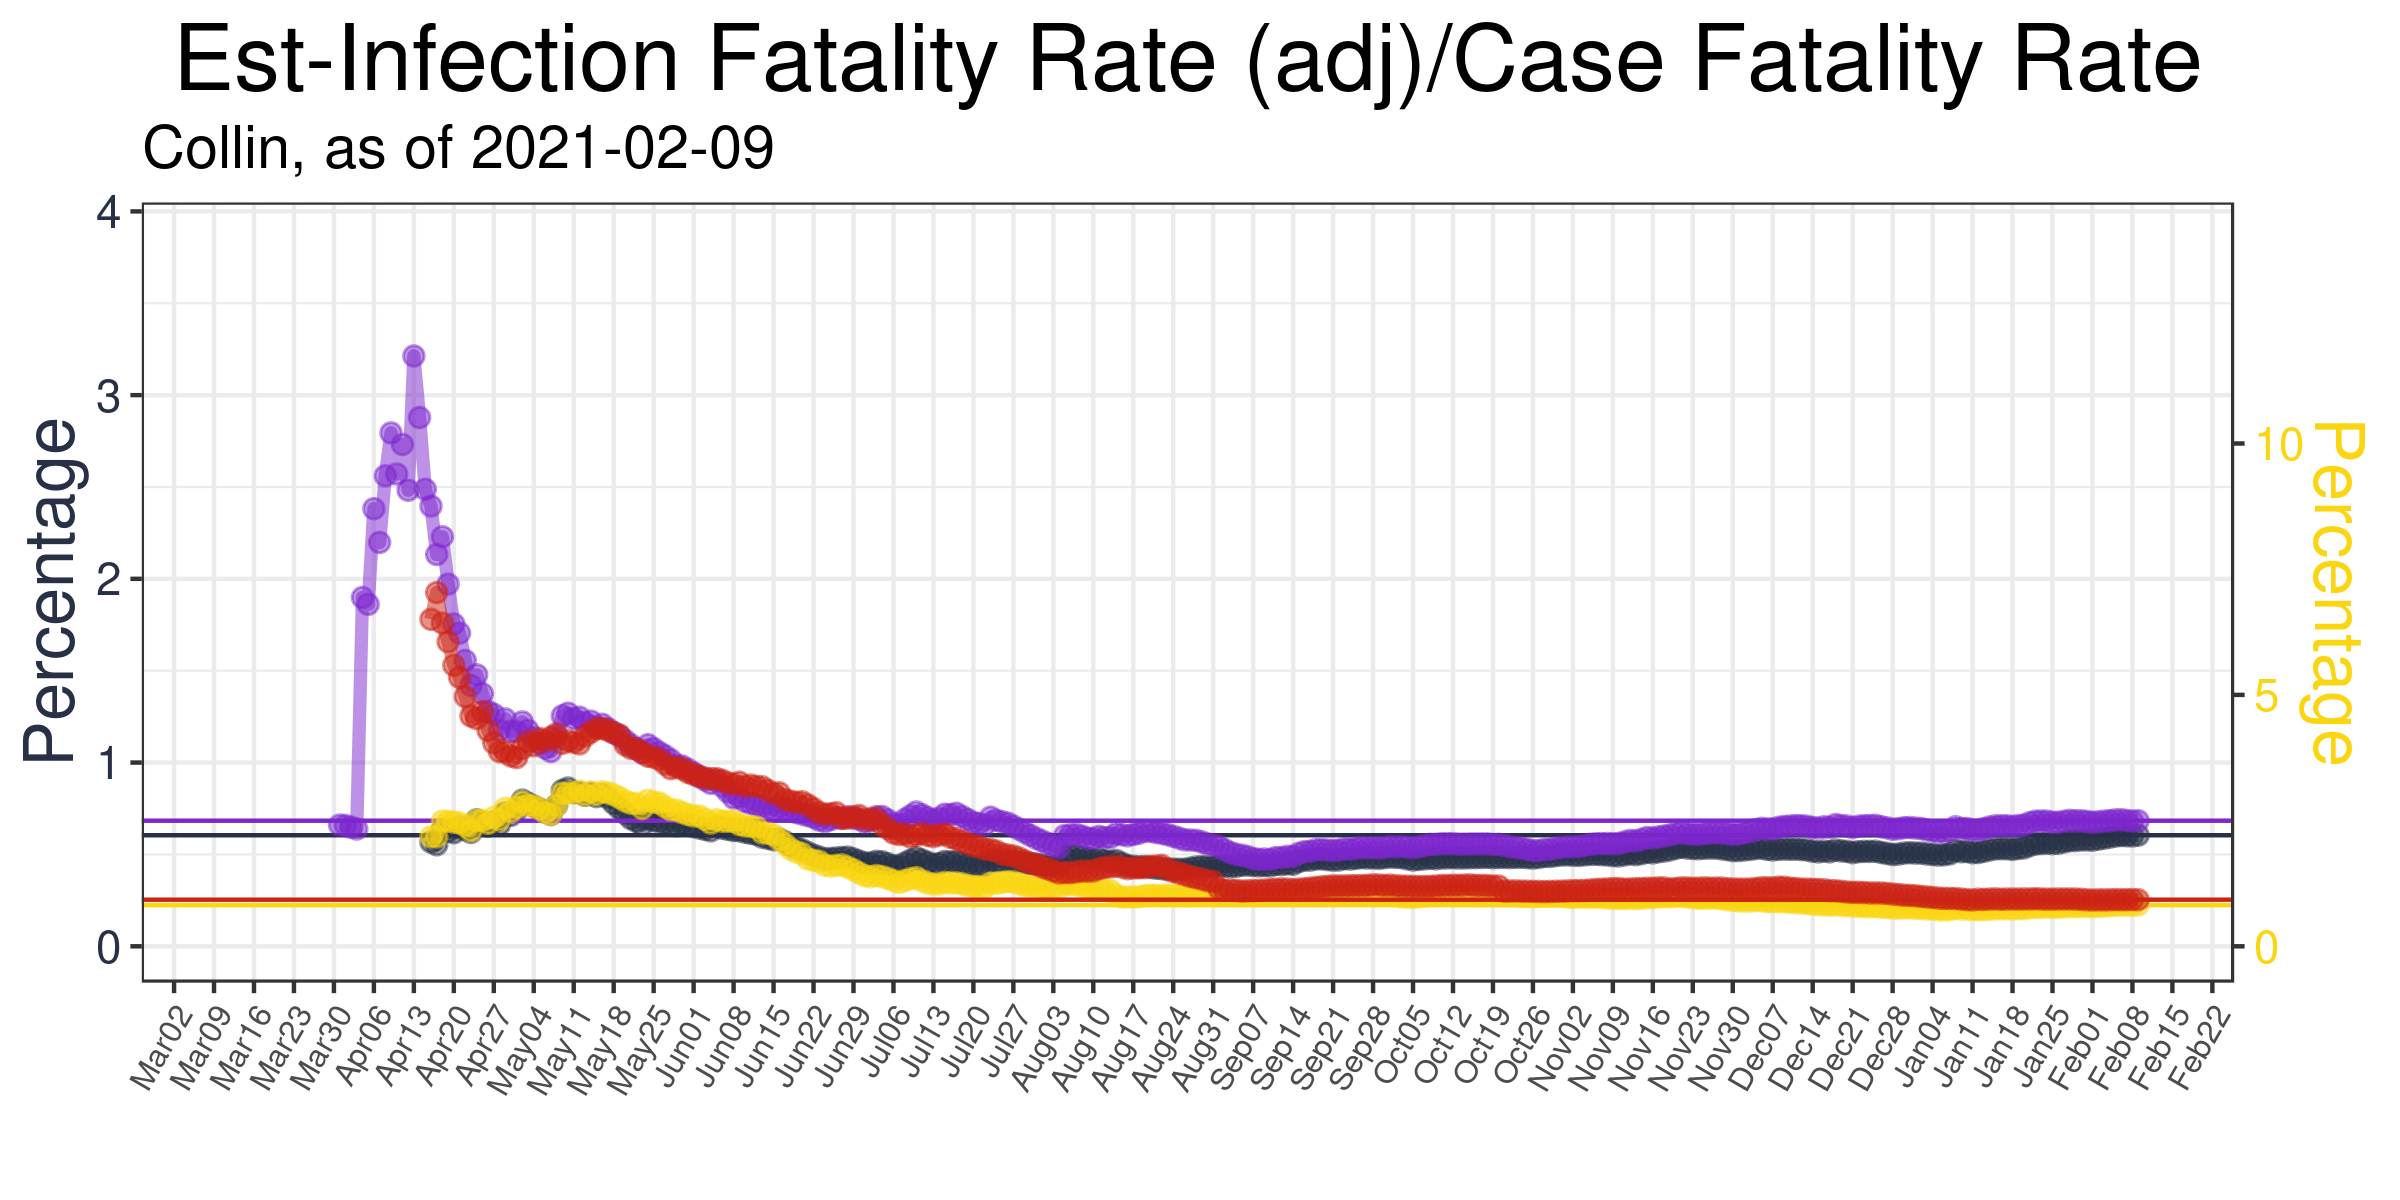 Est-Infection Fatality Rate (adj)/Case Fatality Rate
Collin, as of 2021-02-09
Percentage
4
3
2
1
0
10
5
0
Percentage
Mar02
Mar09
Mar16
Mar23
Mar30
Apr06
Apr13
Apr20
Apr27
May04
May11
May18
May25
Jun01
Jun08
Jun15
Jun22
Jun29
Jul06
Jul13
Jul20
Jul27
Aug03
Aug10
Aug17
Aug24
Aug31
Sep07
Sep14
Sep21
Sep28
Oct05
Oct12
Oct19
Oct26
Nov02
Nov09
Nov16
Nov23
Nov30
Dec07
Dec14
Dec21
Dec28
Jan04
Jan11
Jan18
Jan25
Feb01
Feb08
Feb15
Feb22